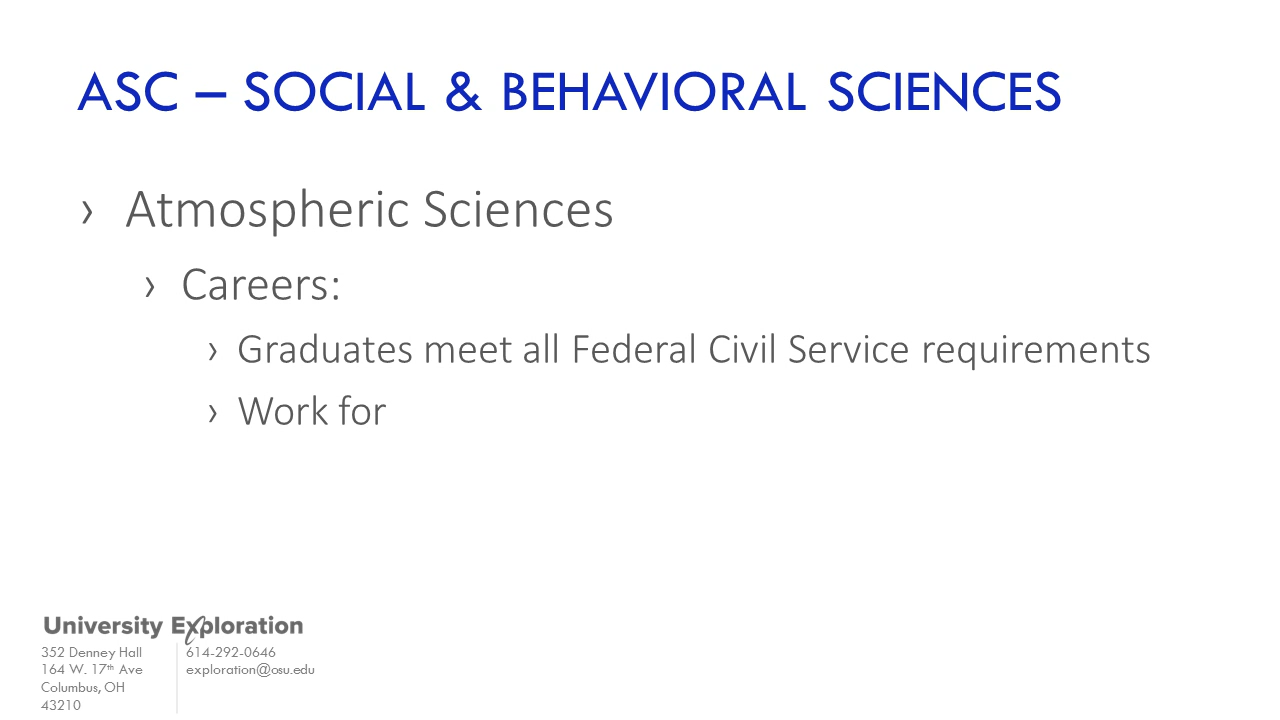 ASC – SOCIAL & BEHAVIORAL SCIENCES
› Atmospheric Sciences
› Careers:
› Graduates meet all Federal Civil Service requirements
› Work for
University Exploration
352 Denney Hall
164 W. 17th Ave
Columbus, OH
43210
614-292-0646
exploration@osu.edu